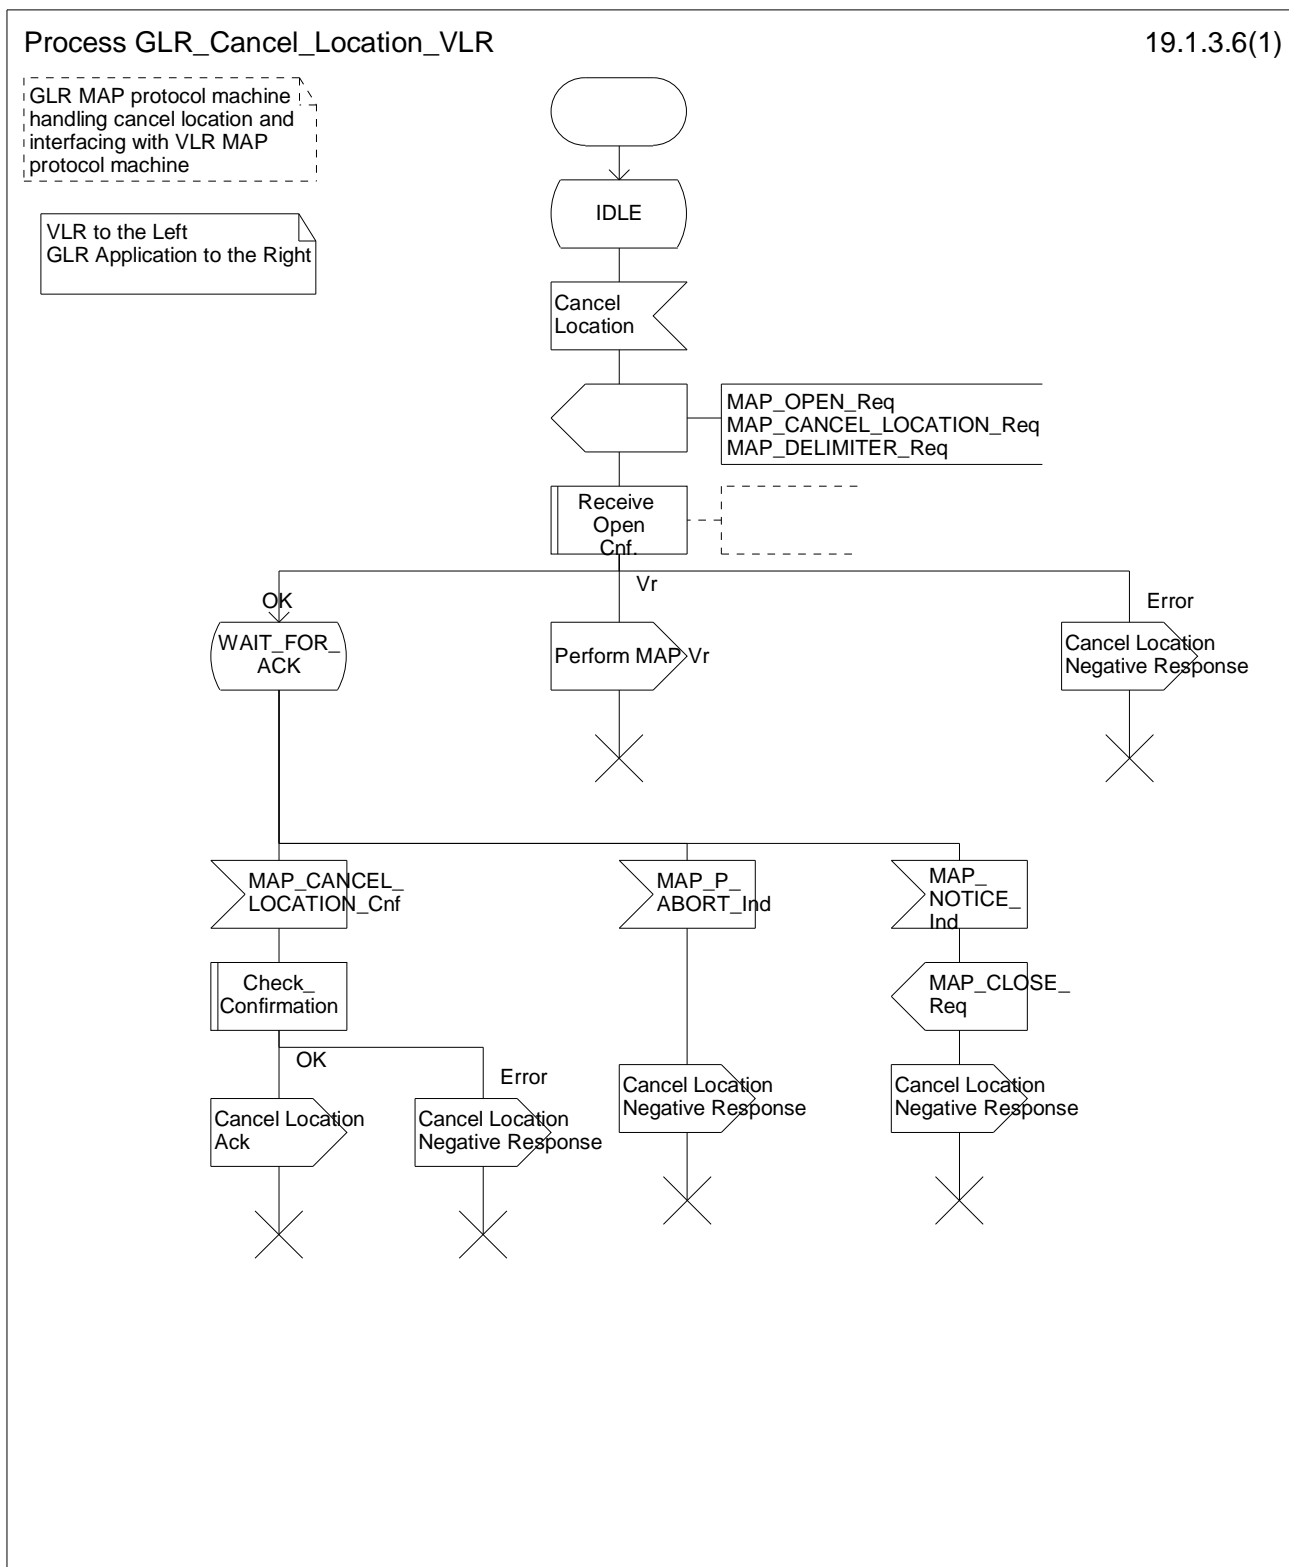 Process GLR_Cancel_Location_VLR
19.1.3.6(1)
GLR MAP protocol machine
handling cancel location and
interfacing with VLR MAP
protocol machine
VLR to the Left
GLR Application to the Right
IDLE
Cancel
Location
MAP_OPEN_Req
MAP_CANCEL_LOCATION_Req
MAP_DELIMITER_Req
Receive
Open
Cnf.
OK
Vr
Error
WAIT_FOR_
ACK
Perform MAP Vr
Cancel Location
Negative Response
MAP_CANCEL_
LOCATION_Cnf
MAP_P_
ABORT_Ind
MAP_
NOTICE_
Ind
Check_
Confirmation
MAP_CLOSE_
Req
OK
Error
Cancel Location
Ack
Cancel Location
Negative Response
Cancel Location
Negative Response
Cancel Location
Negative Response